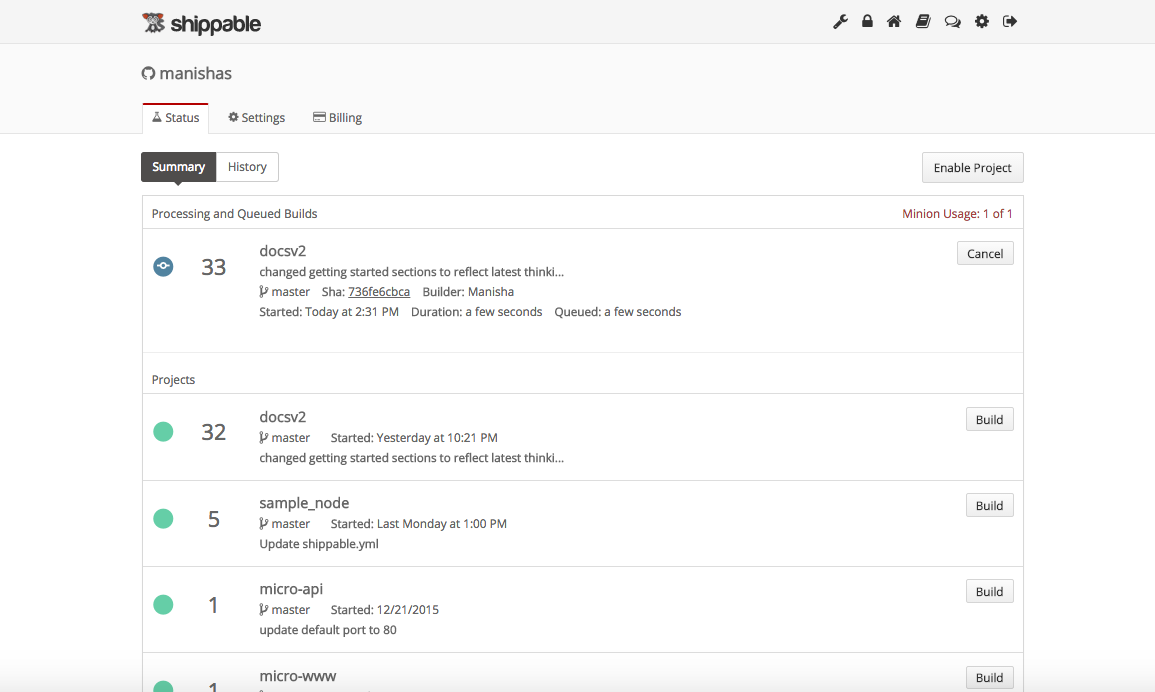 shippable
manishas
Status Settings Billing
Summary History Enable Project
Processing and Queued Builds Minion Usage: 1 of 1
33 docsv2 Cancel
changed getting started sections to reflect latest thinki...
master Sha: 736fe6cbca Builder: Manisha
Started: Today at 2:31 PM Duration: a few seconds Queued: a few seconds
Projects
32 docsv2 Build
master Started: Yesterday at 10:21 PM
changed getting started sections to reflect latest thinki...
5 sample_node Build
master Started: Last Monday at 1:00 PM
Update shippable.yml
1 micro-api Build
master Started: 12/21/2015
update default port to 80
1 micro-www Build